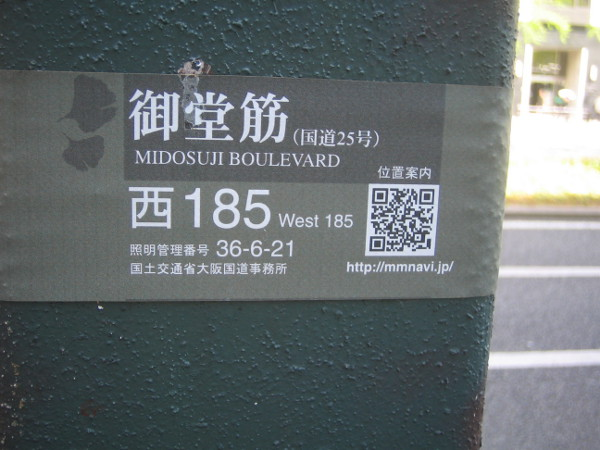 御堂筋(国道25号)
MIDOSUJI BOULEVARD
位置案内
西185 West 185
照明管理番号 36-6-21
国土交通省大阪国道事務所
http://mmnavi.jp/